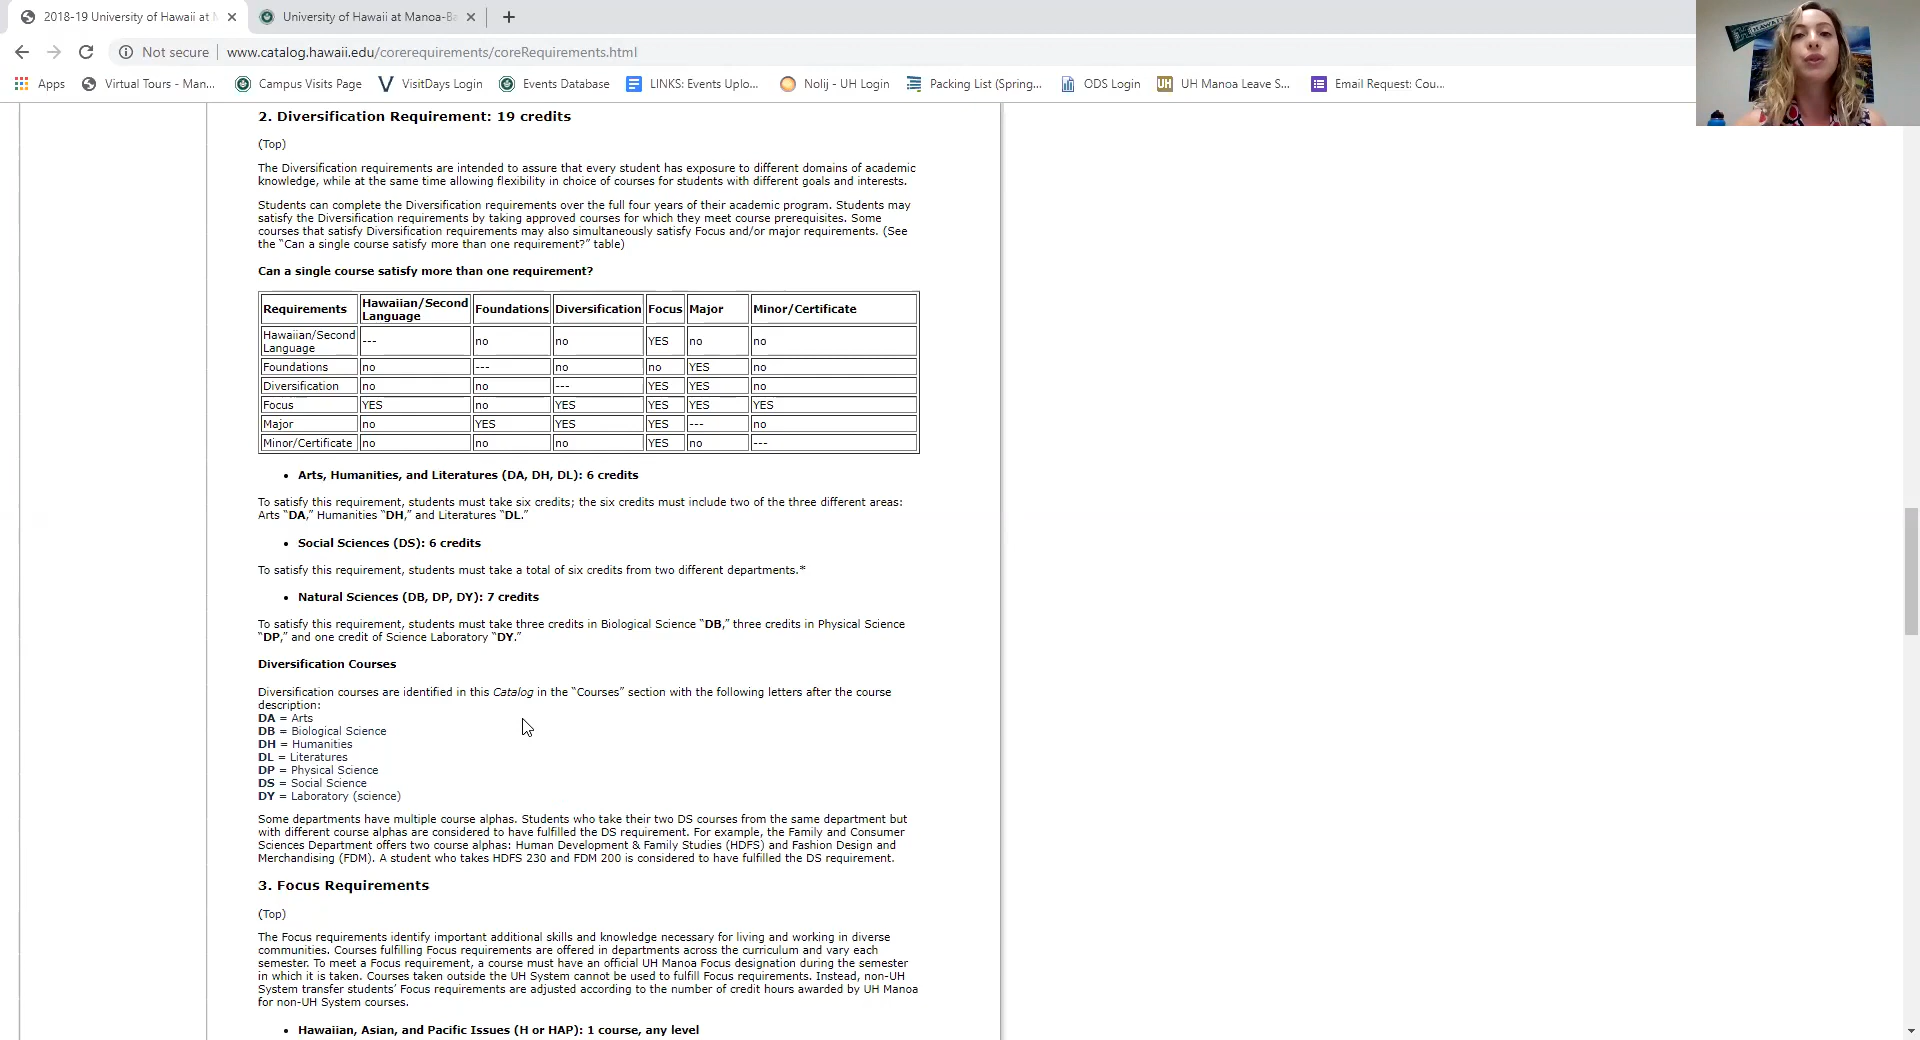 2018-19 University of Hawaii at
University of Hawaii at Manoa-Ba
Not secure
www.catalog.hawaii.edu/corerequirements/coreRequirements.html
Apps
Virtual Tours - Man...
Campus Visits Page
VisitDays Login
Events Database
LINKS: Events Uplo...
Nolij - UH Login
Packing List (Spring...
ODS Login
UH Manoa Leave S...
Email Request: Cou...
2. Diversification Requirement: 19 credits
(Top)
The Diversification requirements are intended to assure that every student has exposure to different domains of academic
knowledge, while at the same time allowing flexibility in choice of courses for students with different goals and interests.
Students can complete the Diversification requirements over the full four years of their academic program. Students may
satisfy the Diversification requirements by taking approved courses for which they meet course prerequisites. Some
courses that satisfy Diversification requirements may also simultaneously satisfy Focus and/or major requirements. (See
the “Can a single course satisfy more than one requirement?” table)
Can a single course satisfy more than one requirement?
Requirements Hawaiian/Second Language Foundations Diversification Focus Major Minor/Certificate
Hawaiian/Second Language --- no no YES no no
Foundations no --- no no YES no
Diversification no no --- YES YES no
Focus YES no YES YES YES YES
Major no YES YES YES --- no
Minor/Certificate no no no YES no ---
• Arts, Humanities, and Literatures (DA, DH, DL): 6 credits
To satisfy this requirement, students must take six credits; the six credits must include two of the three different areas:
Arts “DA,” Humanities “DH,” and Literatures “DL.”
• Social Sciences (DS): 6 credits
To satisfy this requirement, students must take a total of six credits from two different departments.*
• Natural Sciences (DB, DP, DY): 7 credits
To satisfy this requirement, students must take three credits in Biological Science “DB,” three credits in Physical Science
“DP,” and one credit of Science Laboratory “DY.”
Diversification Courses
Diversification courses are identified in this Catalog in the “Courses” section with the following letters after the course
description:
DA = Arts
DB = Biological Science
DH = Humanities
DL = Literatures
DP = Physical Science
DS = Social Science
DY = Laboratory (science)
Some departments have multiple course alphas. Students who take their two DS courses from the same department but
with different course alphas are considered to have fulfilled the DS requirement. For example, the Family and Consumer
Sciences Department offers two course alphas: Human Development & Family Studies (HDFS) and Fashion Design and
Merchandising (FDM). A student who takes HDFS 230 and FDM 200 is considered to have fulfilled the DS requirement.
3. Focus Requirements
(Top)
The Focus requirements identify important additional skills and knowledge necessary for living and working in diverse
communities. Courses fulfilling Focus requirements are offered in departments across the curriculum and vary each
semester. To meet a Focus requirement, a course must have an official UH Manoa Focus designation during the semester
in which it is taken. Courses taken outside the UH System cannot be used to fulfill Focus requirements. Instead, non-UH
System transfer students’ Focus requirements are adjusted according to the number of credit hours awarded by UH Manoa
for non-UH System courses.
• Hawaiian, Asian, and Pacific Issues (H or HAP): 1 course, any level